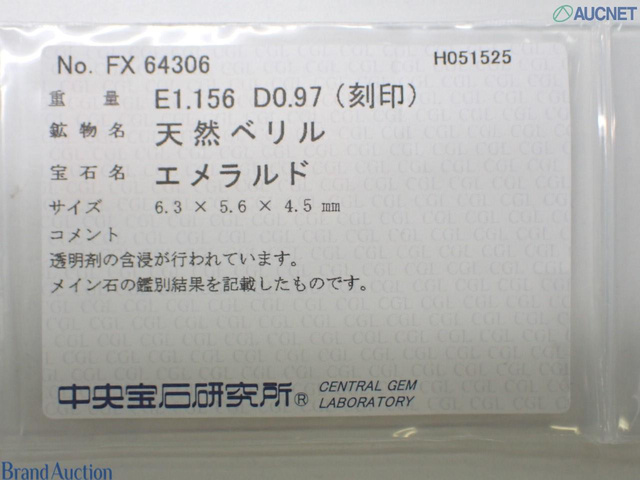 AUCNET
No. FX 64306 H051525
重 量 E1.156 D0.97 (刻印)
鉱物名 天然ベリル
宝石名 エメラルド
サイズ 6.3 × 5.6 × 4.5 mm
コメント
透明剤の含浸が行われています。
メイン石の鑑別結果を記載したものです。
中央宝石研究所® CENTRAL GEM
LABORATORY
Brand Auction